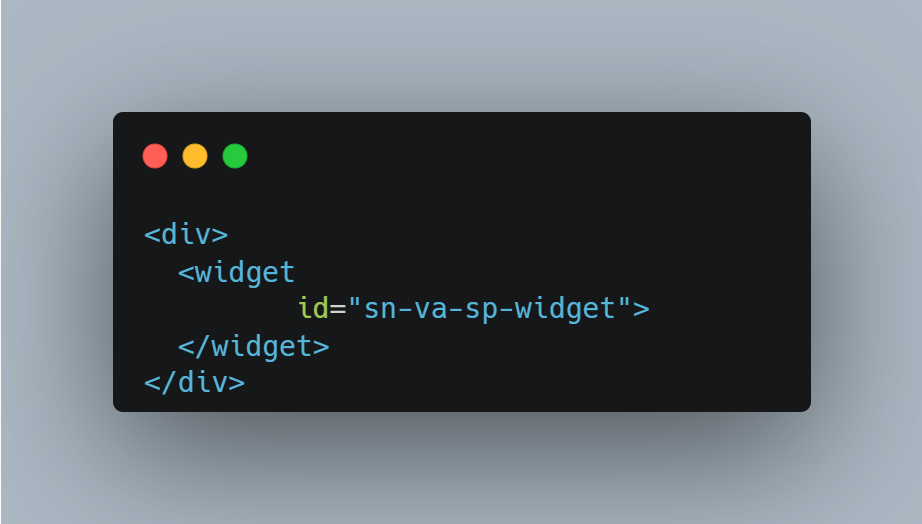 <div>
  <widget
         id="sn-va-sp-widget">
  </widget>
</div>